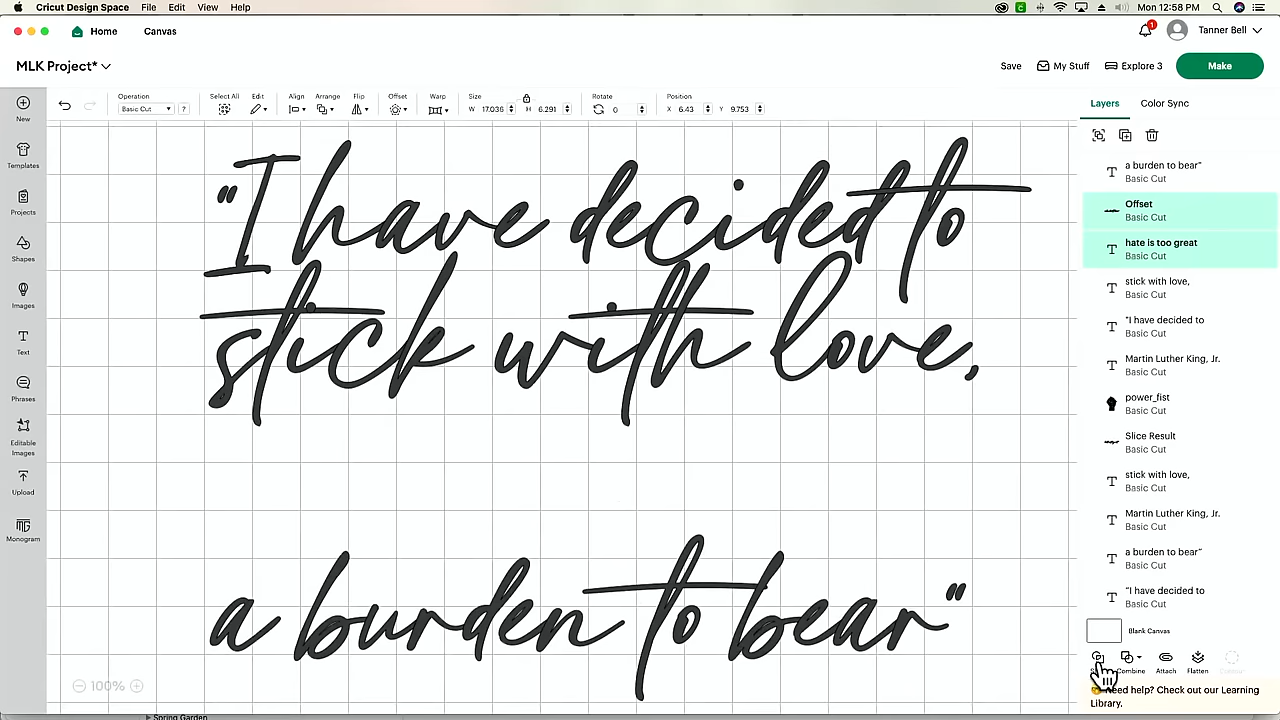 Cricut Design Space File Edit View Help Mon 12:58 PM
Home Canvas 1 Tanner Bell
MLK Project* Save My Stuff Explore 3 Make
Operation Select All Edit Align Arrange Flip Offset Warp Size Rotate Position
Basic Cut ? W 17.036 H 6.291 0 X 6.43 Y 9.753
Layers Color Sync
New
Templates
Projects
Shapes
Images
Text
Phrases
Editable
Images
Upload
Monogram
"I have decided to
stick with love,
a burden to bear"
100%
a burden to bear"
Basic Cut
Offset
Basic Cut
hate is too great
Basic Cut
stick with love,
Basic Cut
"I have decided to
Basic Cut
Martin Luther King, Jr.
Basic Cut
power_fist
Basic Cut
Slice Result
Basic Cut
stick with love,
Basic Cut
Martin Luther King, Jr.
Basic Cut
a burden to bear"
Basic Cut
"I have decided to
Basic Cut
Blank Canvas
Combine Attach Flatten Contour
need help? Check out our Learning
Library.
Spring Garden